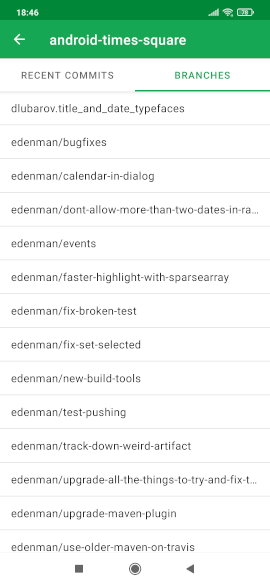 18:46
78
android-times-square
RECENT COMMITS
BRANCHES
dlubarov.title_and_date_typefaces
edenman/bugfixes
edenman/calendar-in-dialog
edenman/dont-allow-more-than-two-dates-in-ra...
edenman/events
edenman/faster-highlight-with-sparsearray
edenman/fix-broken-test
edenman/fix-set-selected
edenman/new-build-tools
edenman/test-pushing
edenman/track-down-weird-artifact
edenman/upgrade-all-the-things-to-try-and-fix-t...
edenman/upgrade-maven-plugin
edenman/use-older-maven-on-travis